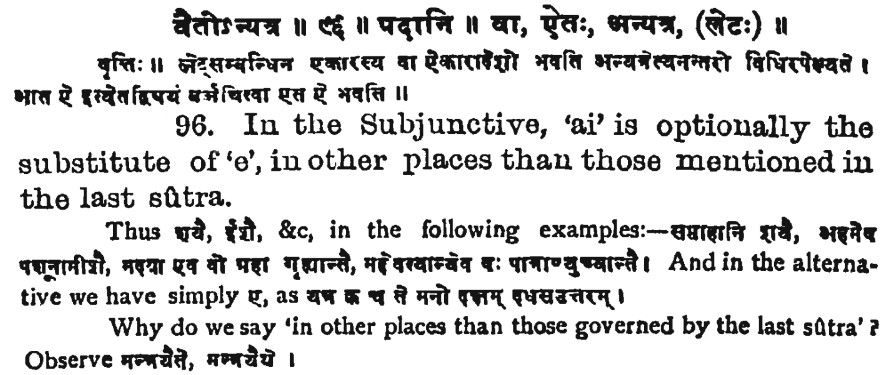 वैतोऽन्यत्र ॥ ९६ ॥ पदानि ॥ वा, ऐतः, अन्यत्र, (लेटः) ॥
वृत्तिः ॥ लेट्सम्बन्धिन एकारस्य वा ऐकारादेशो भवति अन्यत्रेत्यनन्तरो विधिरपेक्ष्यते ।
आत ऐ इत्येतद्विषयं वर्जयित्वा एत ऐ भवति ॥
96. In the Subjunctive, 'ai' is optionally the
substitute of 'e', in other places than those mentioned in
the last sûtra.
Thus शयै, ईशै, &c, in the following examples:—सप्ताहानि शयै, अहमेव
पशूनामीशै, मदग्रा एव वो ग्रहा गृह्यान्तै, मद्देवत्यान्येव वः पात्राण्युच्यान्तै । And in the alterna-
tive we have simply ए, as यत्र क्व च ते मनो दक्षम् दधसउत्तरम् ।
Why do we say 'in other places than those governed by the last sûtra' ?
Observe मन्त्रयैते, मन्त्रयैथे ।